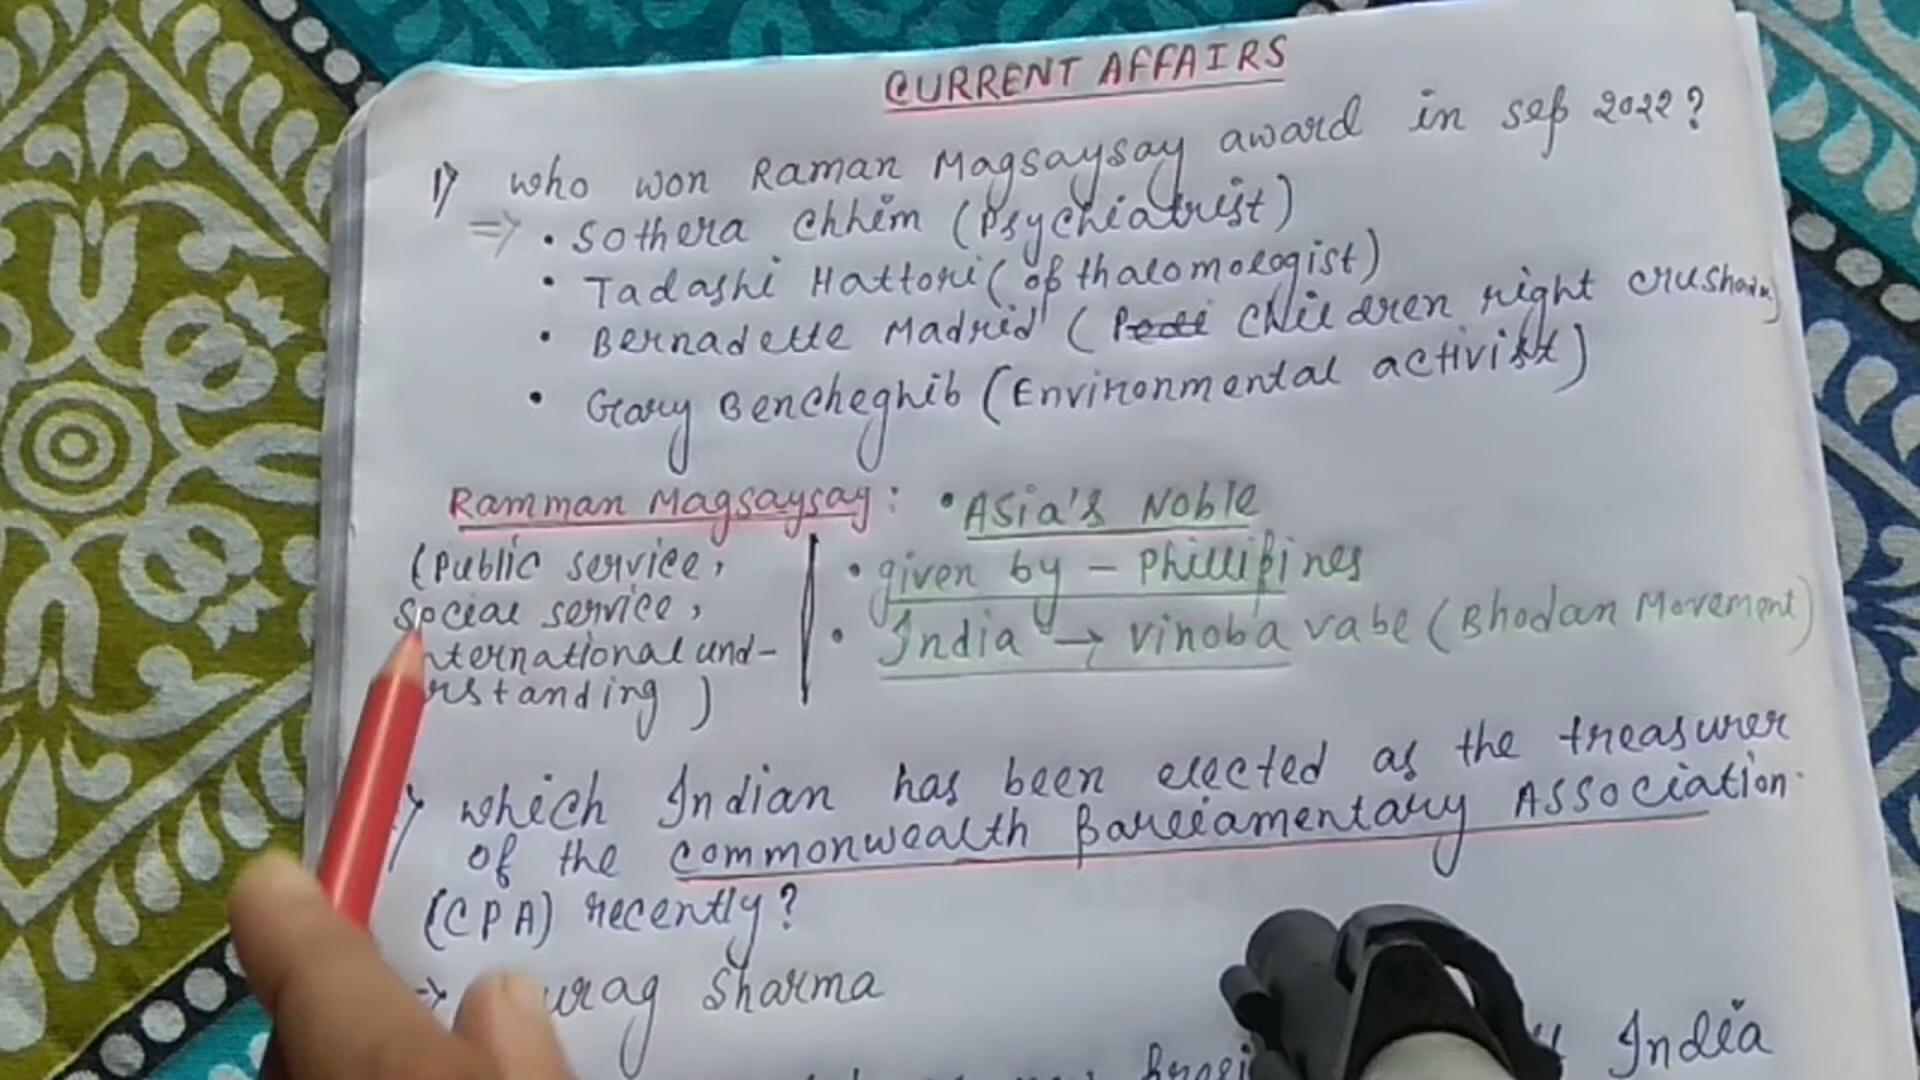 CURRENT AFFAIRS
1) Who won Raman Magsaysay award in sep 2022?
⇒ • Sothera Chhim (Psychiatrist)
• Tadashi Hattori (opthalomologist)
• Bernadette Madrid ( Children right crushain)
• Gary Bencheghib (Environmental activist)
Ramman Magsaysay: • Asia's Noble
(Public service,
Social service,
nternational und-
rstanding)
• given by - Phillipines
• India → vinoba vabe (Bhodan Movement)
) which Indian has been elected as the treasurer
of the commonwealth Parliamentary Association.
(CPA) recently?
⇒ urag Sharma
India